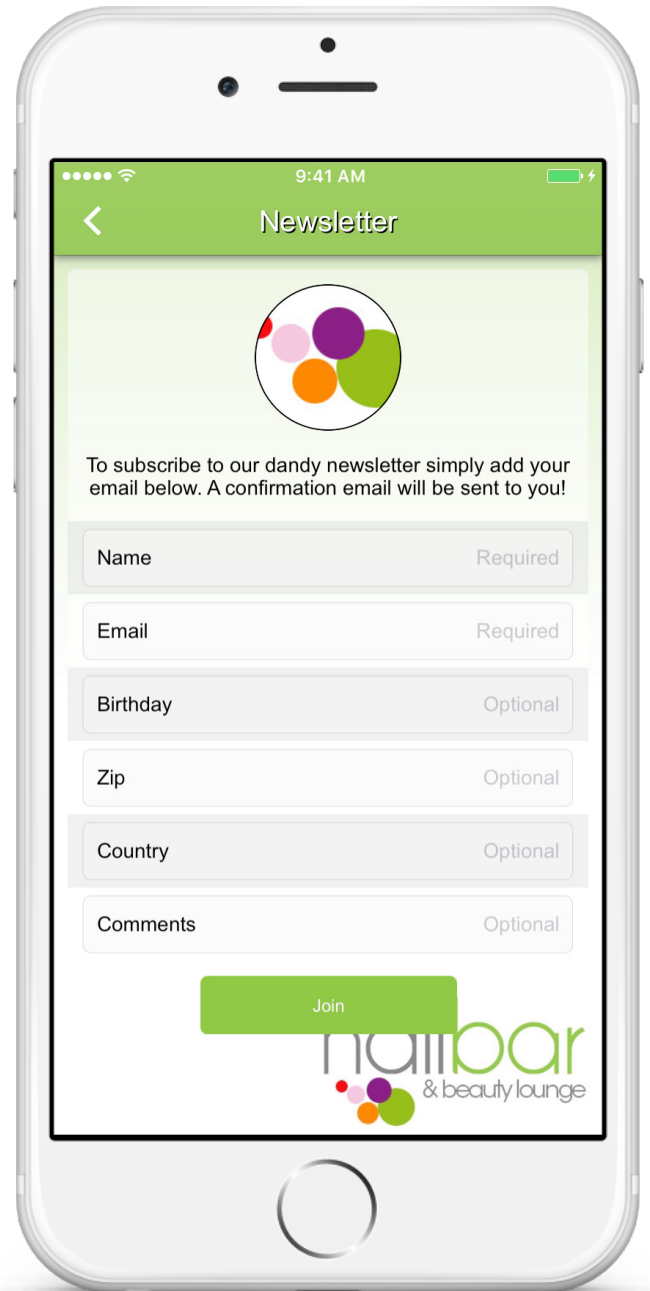 9:41 AM
Newsletter
To subscribe to our dandy newsletter simply add your
email below. A confirmation email will be sent to you!
Name Required
Email Required
Birthday Optional
Zip Optional
Country Optional
Comments Optional
Join
nailbar
& beauty lounge